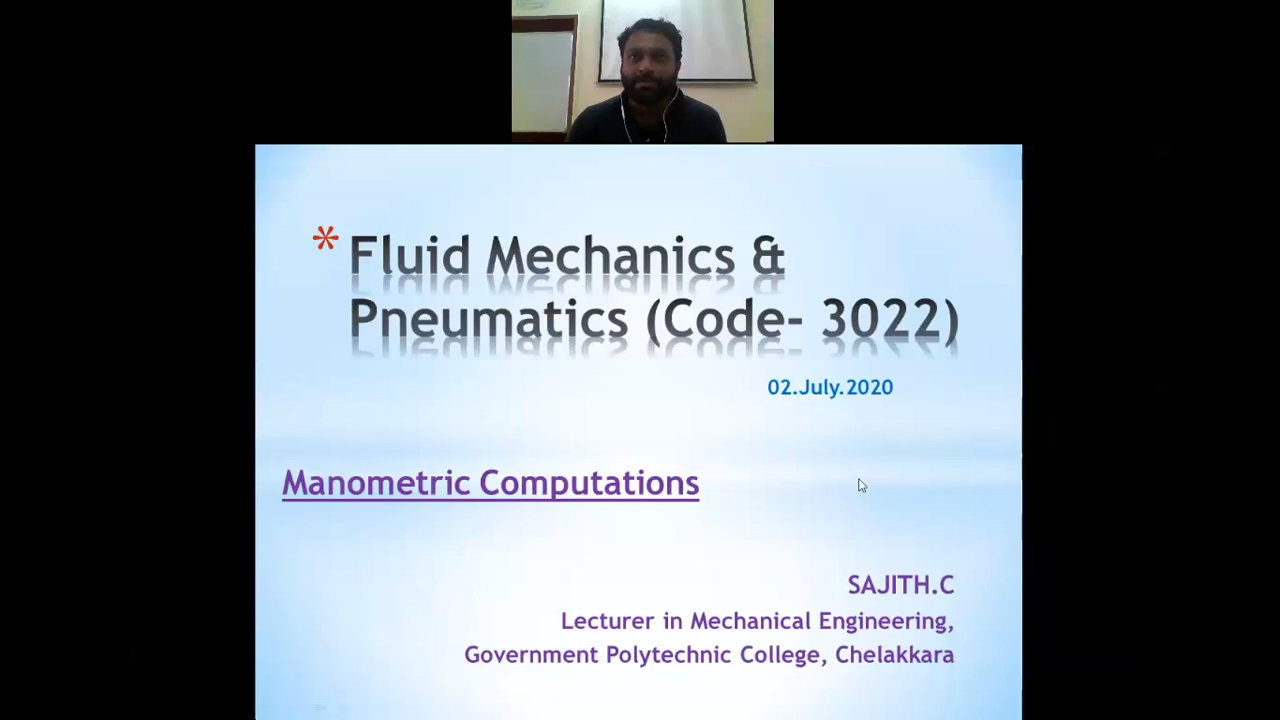 * Fluid Mechanics &
Pneumatics (Code- 3022)
02.July.2020
Manometric Computations
SAJITH.C
Lecturer in Mechanical Engineering,
Government Polytechnic College, Chelakkara